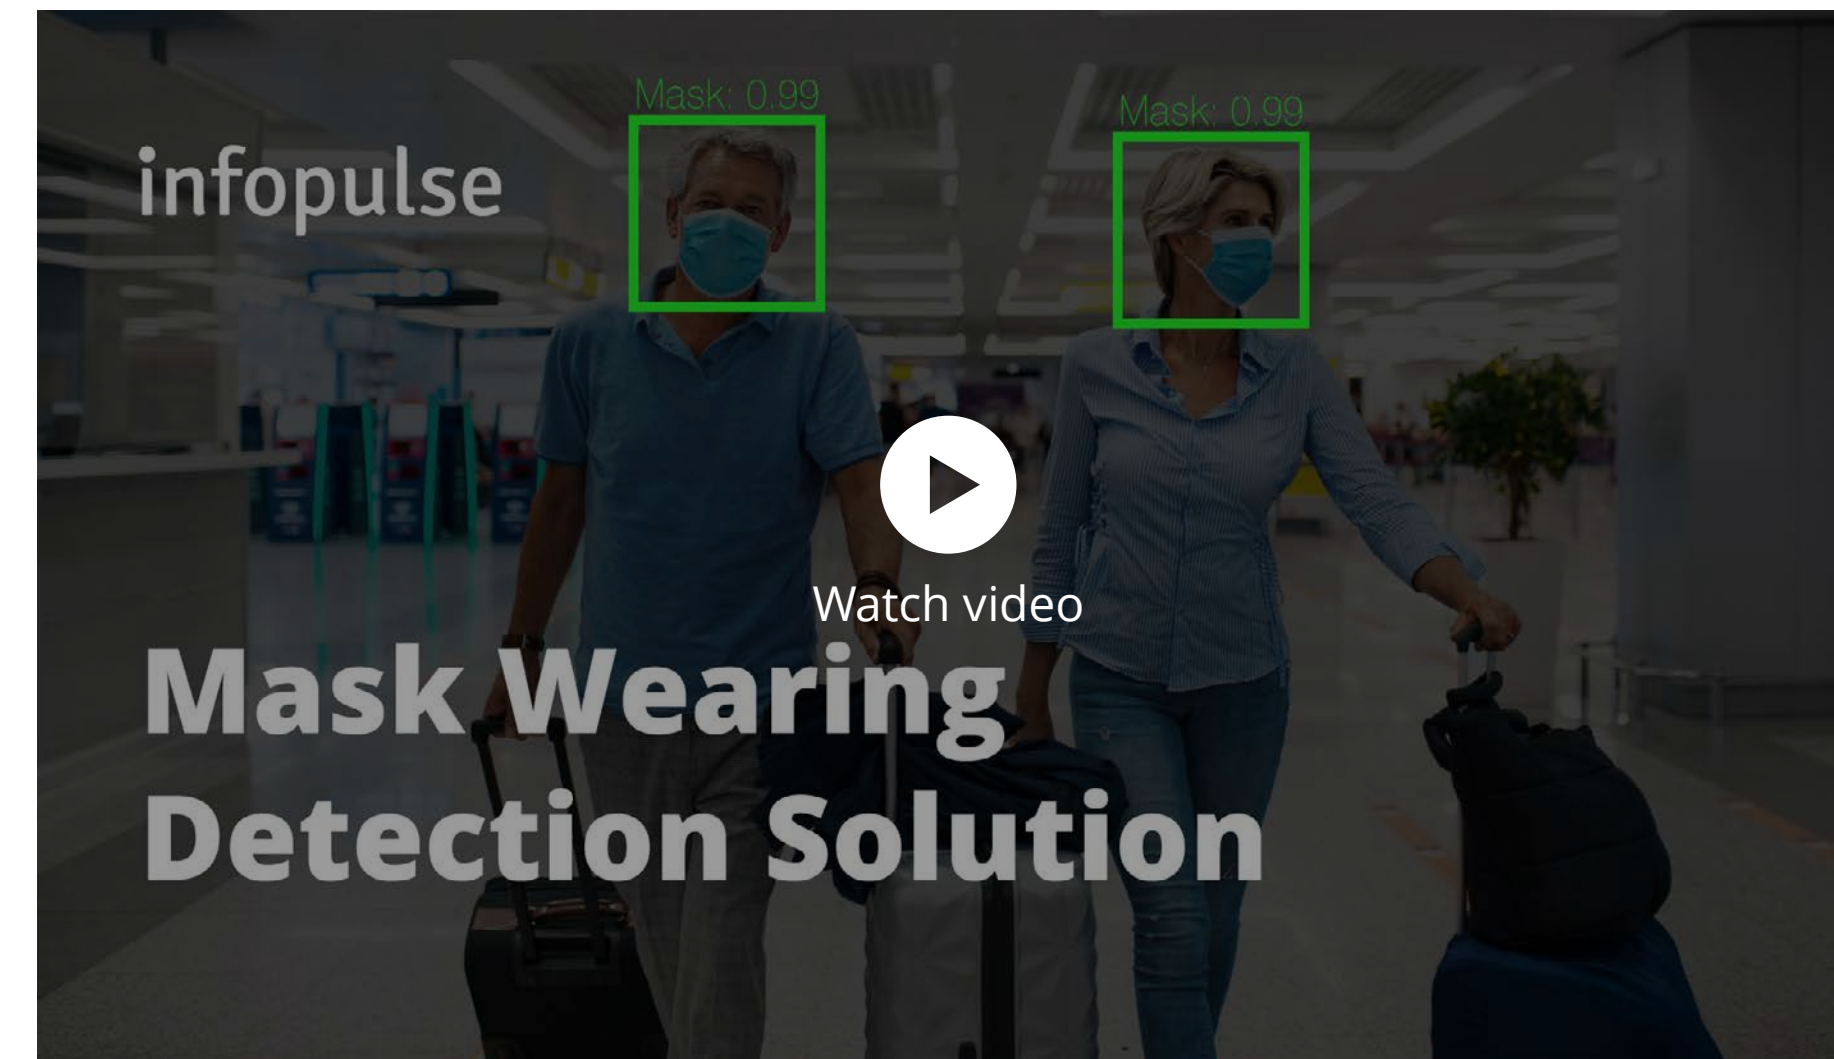 Mask: 0.99
Mask: 0.99
infopulse
Watch video
Mask Wearing
Detection Solution